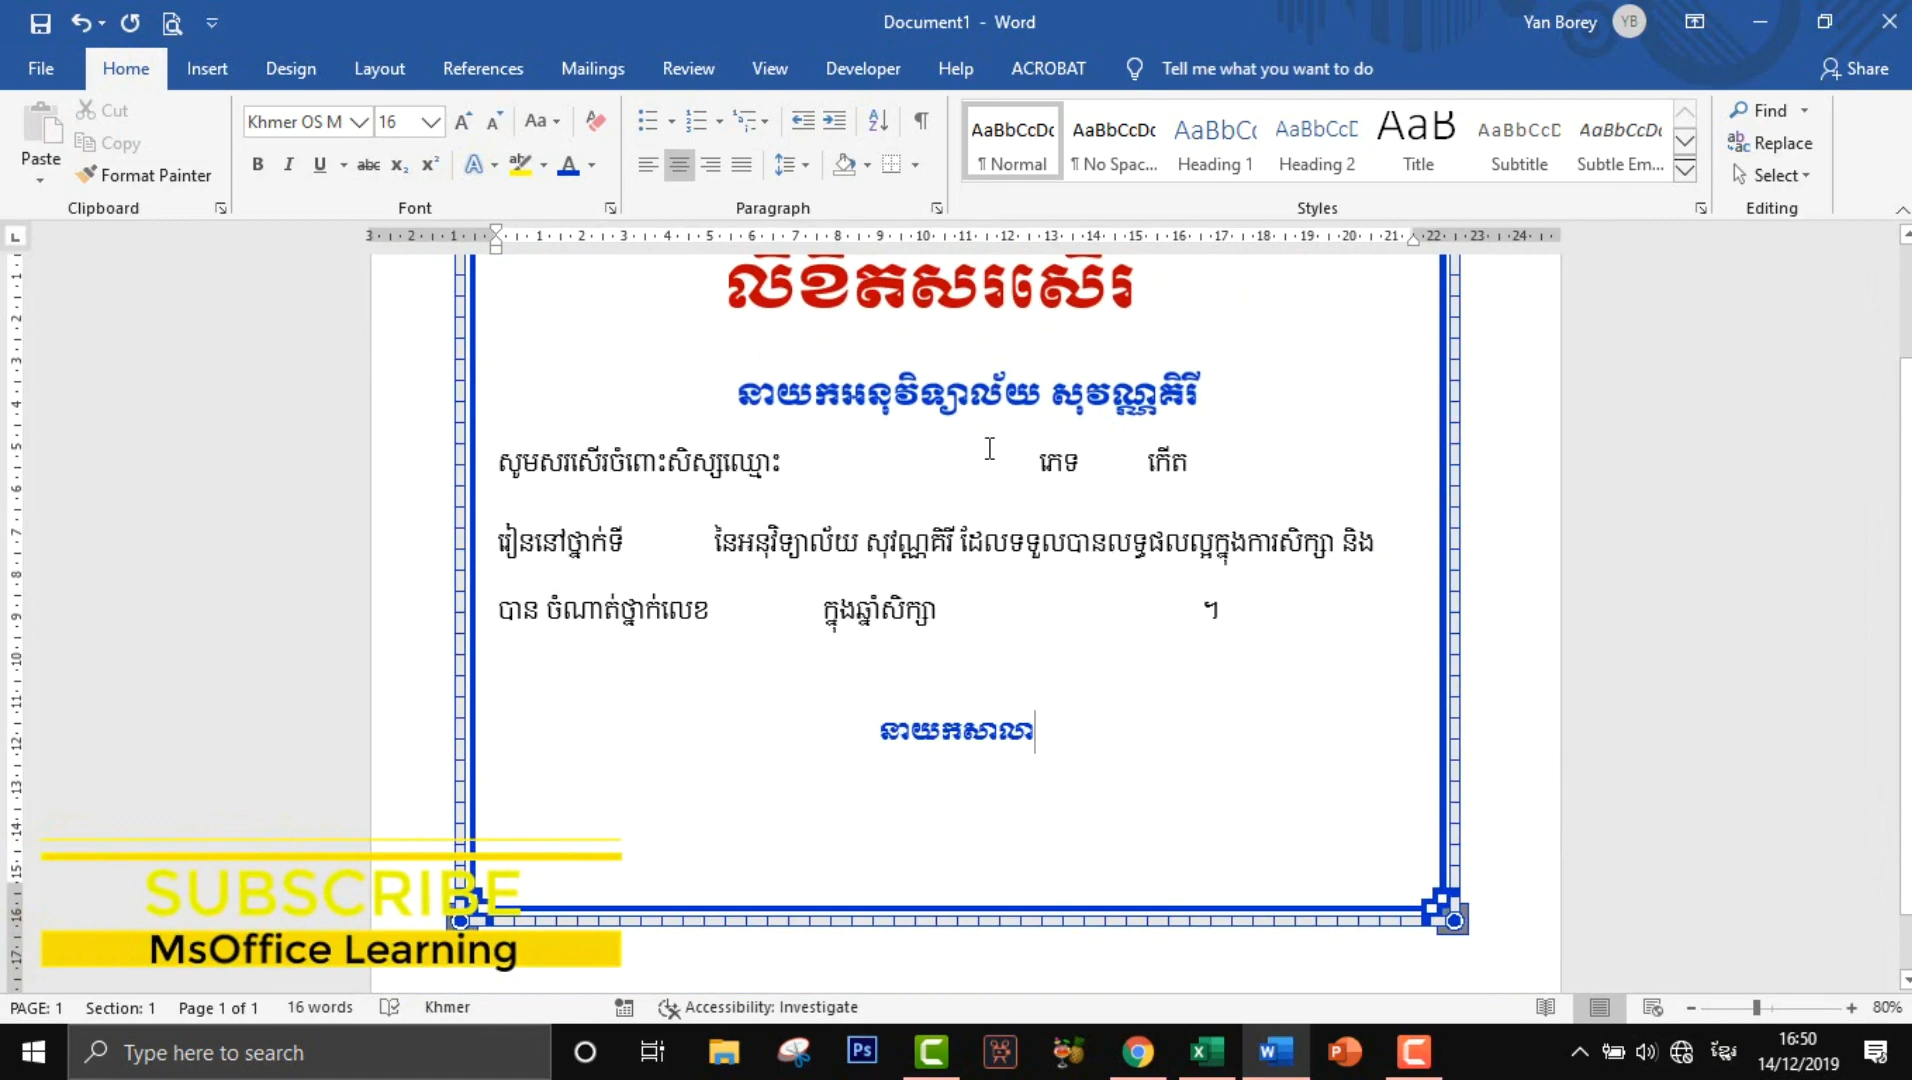 Document1 - Word
Yan Borey YB
File Home Insert Design Layout References Mailings Review View Developer Help ACROBAT Tell me what you want to do Share
Paste Cut Copy Format Painter
Clipboard
Khmer OS M 16
Font
Paragraph
AaBbCcDc ¶ Normal
AaBbCcDc ¶ No Spac...
AaBbCc Heading 1
AaBbCcD Heading 2
AaB Title
AaBbCcD Subtitle
AaBbCcDc Subtle Em...
Styles
Find
Replace
Select
Editing
លិខិតសរសើរ
នាយកអនុវិទ្យាល័យ សុវណ្ណគិរី
សូមសរសើរចំពោះសិស្សឈ្មោះ ភេទ កើត
រៀននៅថ្នាក់ទី នៃអនុវិទ្យាល័យ សុវណ្ណគិរី ដែលទទួលបានលទ្ធផលល្អក្នុងការសិក្សា និង
បាន ចំណាត់ថ្នាក់លេខ ក្នុងឆ្នាំសិក្សា ។
នាយកសាលា
SUBSCRIBE
MsOffice Learning
PAGE: 1 Section: 1 Page 1 of 1 16 words Khmer Accessibility: Investigate 80%
Type here to search
Ps
ខ្មែរ
16:50
14/12/2019